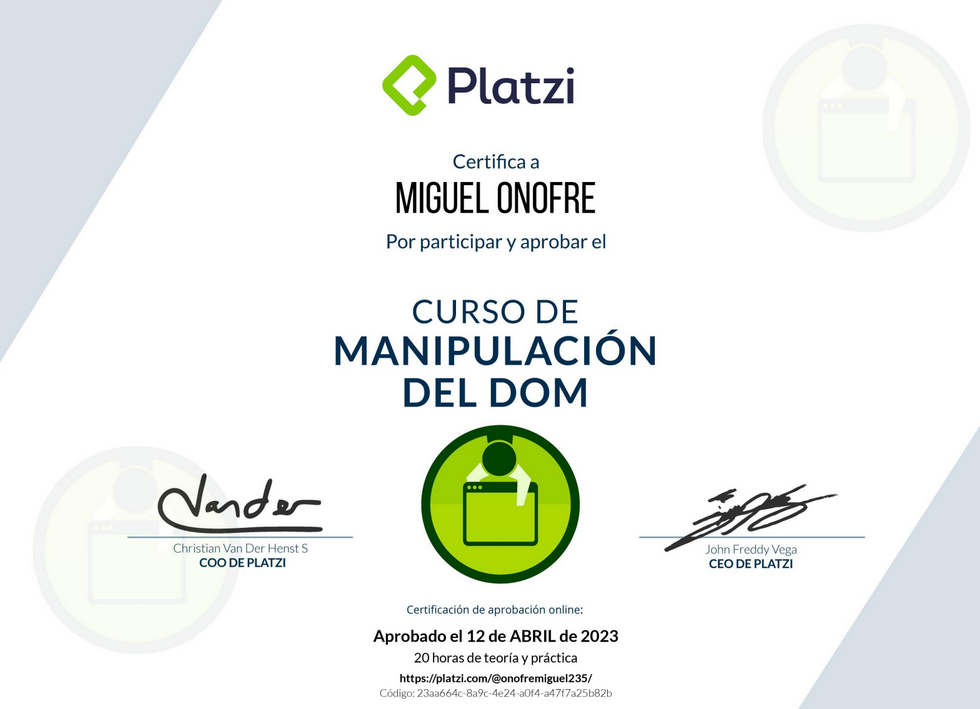 Platzi
Certifica a
MIGUEL ONOFRE
Por participar y aprobar el
CURSO DE
MANIPULACIÓN
DEL DOM
Vander
Christian Van Der Henst S
COO DE PLATZI
John Freddy Vega
CEO DE PLATZI
Certificación de aprobación online:
Aprobado el 12 de ABRIL de 2023
20 horas de teoría y práctica
https://platzi.com/@onofremiguel235/
Código: 23aa664c-8a9c-4e24-a0f4-a47f7a25b82b